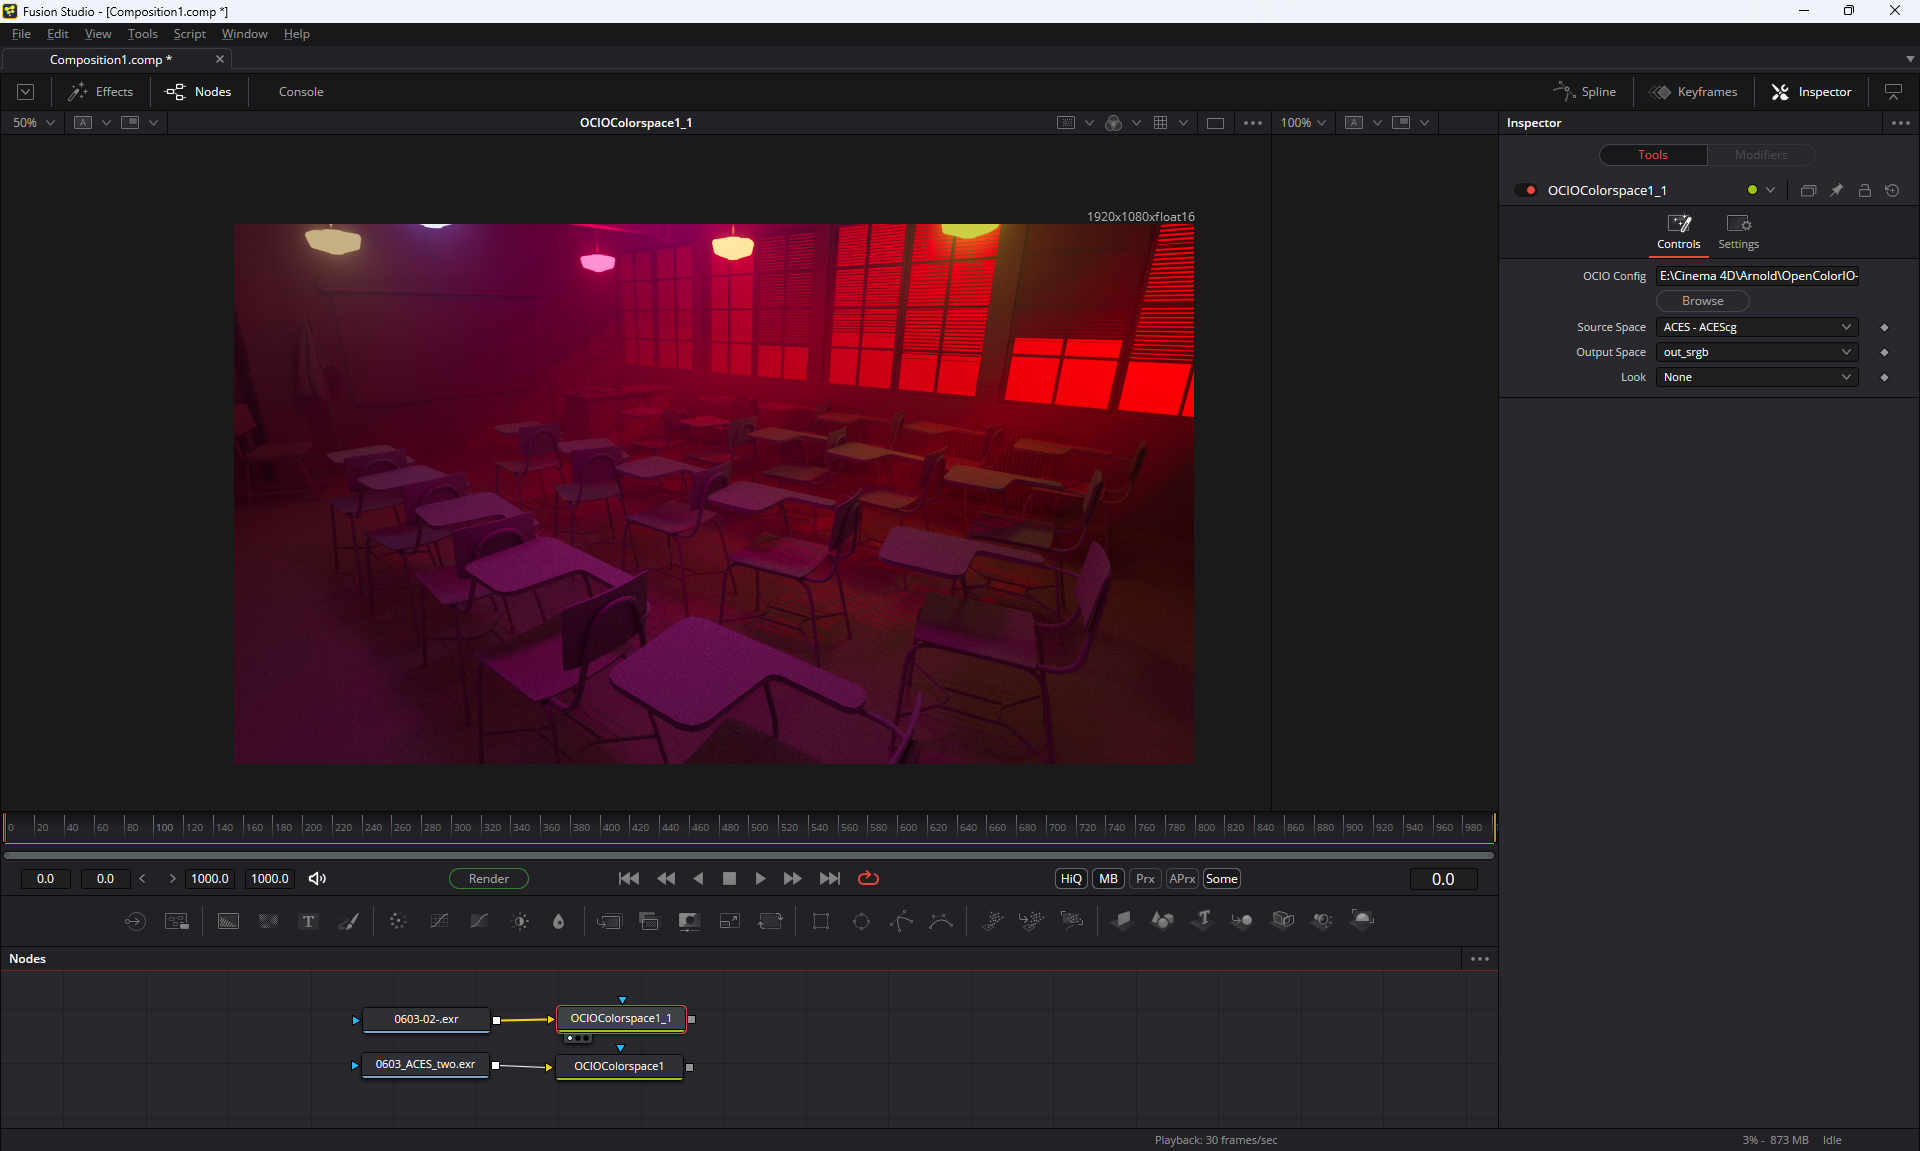 Fusion Studio - [Composition1.comp *]
File Edit View Tools Script Window Help
Composition1.comp *
Effects Nodes Console Spline Keyframes Inspector
50% A OCIOColorspace1_1 100% A Inspector
Tools Modifiers
OCIOColorspace1_1
1920x1080xfloat16
Controls Settings
OCIO Config E:\Cinema 4D\Arnold\OpenColorIO-
Browse
Source Space ACES - ACEScg
Output Space out_srgb
Look None
0 20 40 60 80 100 120 140 160 180 200 220 240 260 280 300 320 340 360 380 400 420 440 460 480 500 520 540 560 580 600 620 640 660 680 700 720 740 760 780 800 820 840 860 880 900 920 940 960 980
0.0 0.0 < > 1000.0 1000.0 Render HiQ MB Prx APrx Some 0.0
T T
Nodes
0603-02-.exr OCIOColorspace1_1
0603_ACES_two.exr OCIOColorspace1
Playback: 30 frames/sec 3% - 873 MB Idle